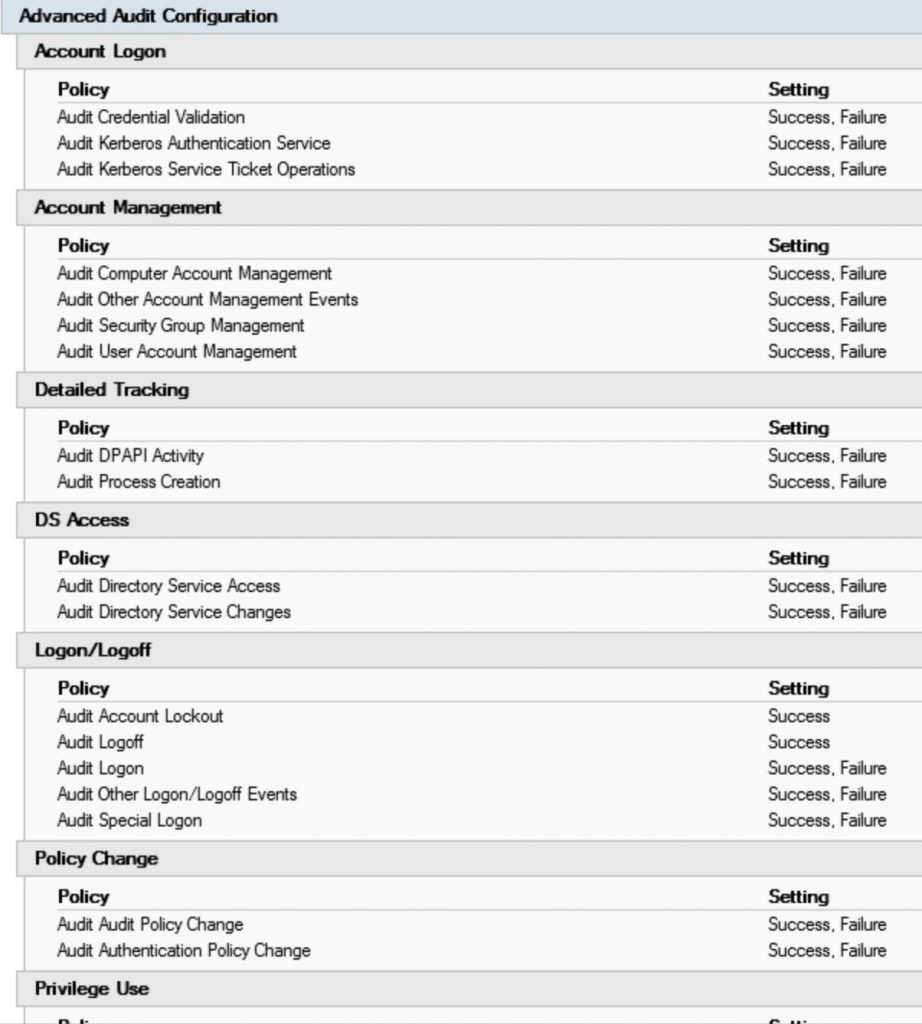 Advanced Audit Configuration
Account Logon
Policy Setting
Audit Credential Validation Success, Failure
Audit Kerberos Authentication Service Success, Failure
Audit Kerberos Service Ticket Operations Success, Failure
Account Management
Policy Setting
Audit Computer Account Management Success, Failure
Audit Other Account Management Events Success, Failure
Audit Security Group Management Success, Failure
Audit User Account Management Success, Failure
Detailed Tracking
Policy Setting
Audit DPAPI Activity Success, Failure
Audit Process Creation Success, Failure
DS Access
Policy Setting
Audit Directory Service Access Success, Failure
Audit Directory Service Changes Success, Failure
Logon/Logoff
Policy Setting
Audit Account Lockout Success
Audit Logoff Success
Audit Logon Success, Failure
Audit Other Logon/Logoff Events Success, Failure
Audit Special Logon Success, Failure
Policy Change
Policy Setting
Audit Audit Policy Change Success, Failure
Audit Authentication Policy Change Success, Failure
Privilege Use